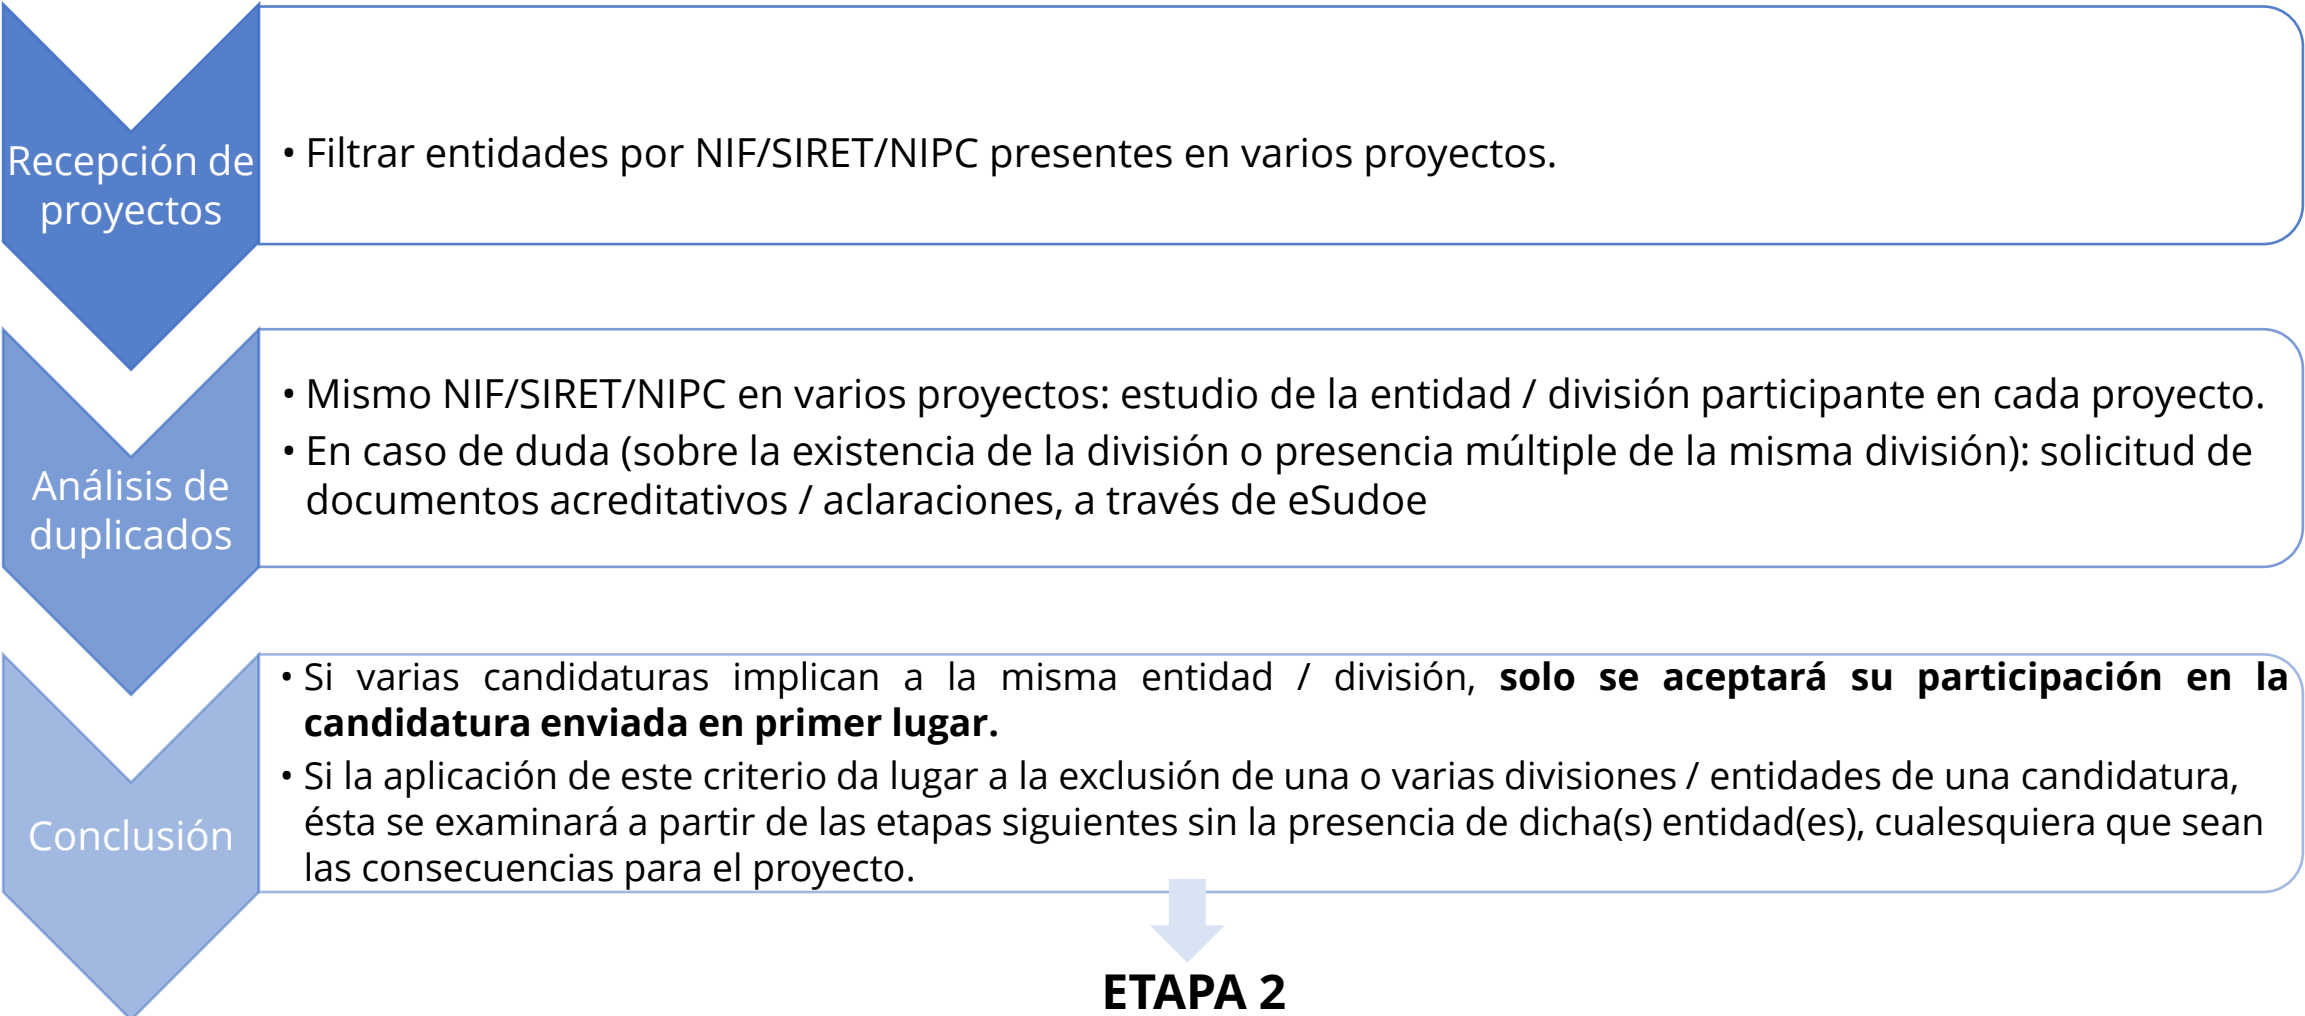 Recepción de
proyectos
• Filtrar entidades por NIF/SIRET/NIPC presentes en varios proyectos.
Análisis de
duplicados
• Mismo NIF/SIRET/NIPC en varios proyectos: estudio de la entidad / división participante en cada proyecto.
• En caso de duda (sobre la existencia de la división o presencia múltiple de la misma división): solicitud de
documentos acreditativos / aclaraciones, a través de eSudoe
Conclusión
• Si varias candidaturas implican a la misma entidad / división, solo se aceptará su participación en la
candidatura enviada en primer lugar.
• Si la aplicación de este criterio da lugar a la exclusión de una o varias divisiones / entidades de una candidatura,
ésta se examinará a partir de las etapas siguientes sin la presencia de dicha(s) entidad(es), cualesquiera que sean
las consecuencias para el proyecto.
ETAPA 2